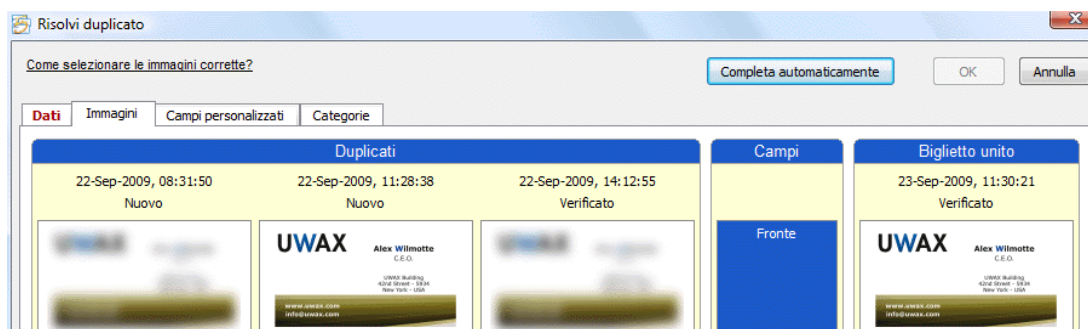 Risolvi duplicato
Come selezionare le immagini corrette?
Completa automaticamente
OK
Annulla
Dati
Immagini
Campi personalizzati
Categorie
Duplicati
Campi
Biglietto unito
22-Sep-2009, 08:31:50
22-Sep-2009, 11:28:38
22-Sep-2009, 14:12:55
23-Sep-2009, 11:30:21
Nuovo
Nuovo
Verificato
Verificato
UWAX
Alex Wilmotte
C.E.O.
UWAX Building
42nd Street - 5934
New York - USA
www.uwax.com
info@uwax.com
Fronte
UWAX
Alex Wilmotte
C.E.O.
UWAX Building
42nd Street - 5934
New York - USA
www.uwax.com
info@uwax.com